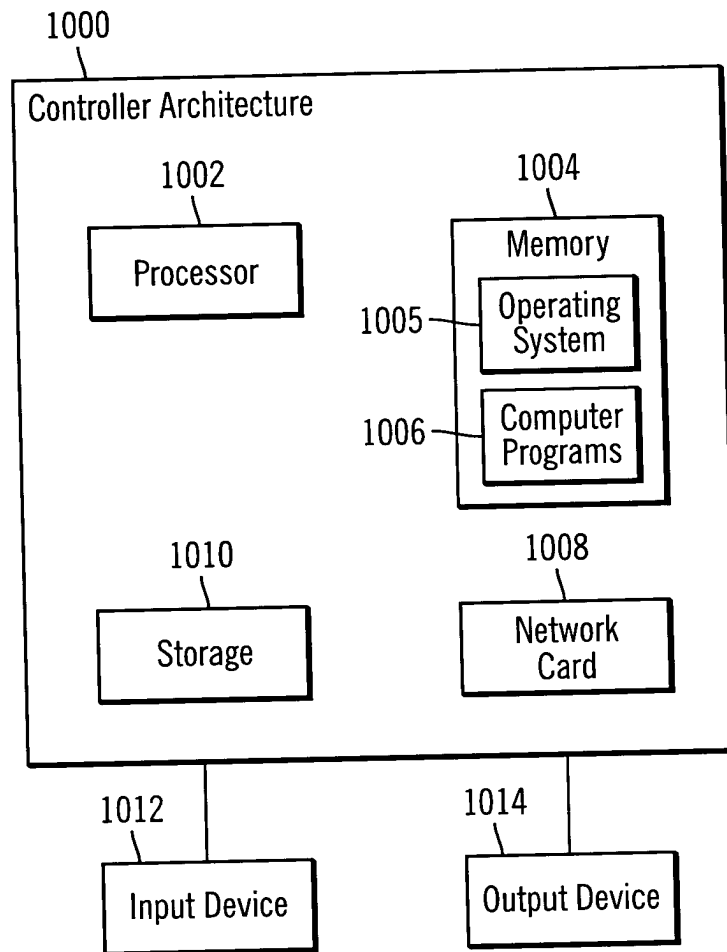 1000
Controller Architecture
1002
Processor
1004
Memory
1005
Operating
System
1006
Computer
Programs
1010
Storage
1008
Network
Card
1012
Input Device
1014
Output Device